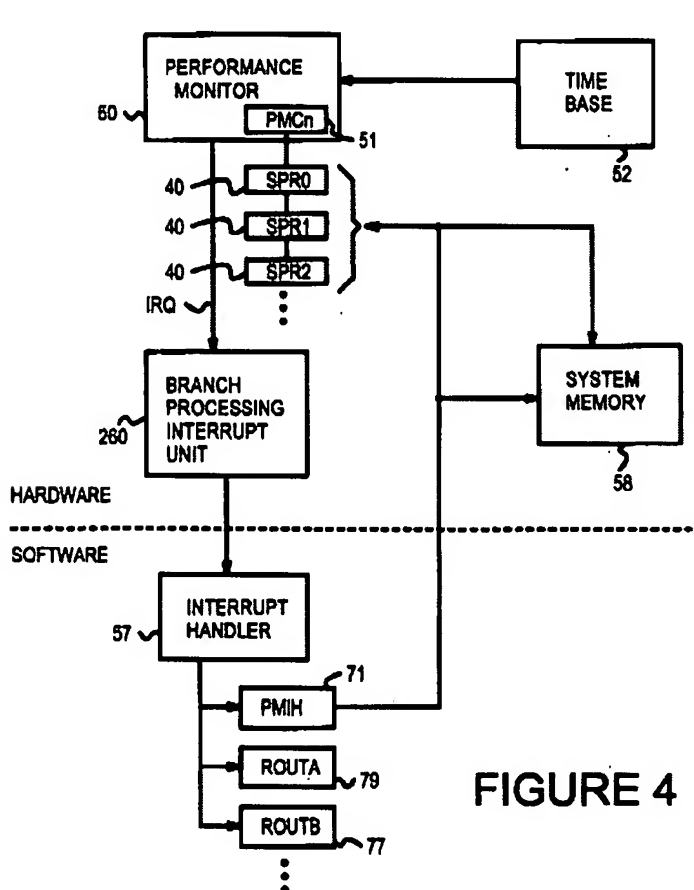 PERFORMANCE
MONITOR
50
PMCn
51
TIME
BASE
52
40
SPR0
40
SPR1
40
SPR2
IRQ
BRANCH
PROCESSING
INTERRUPT
UNIT
260
SYSTEM
MEMORY
58
HARDWARE
SOFTWARE
INTERRUPT
HANDLER
57
71
PMIH
ROUTA
79
ROUTB
77
FIGURE 4